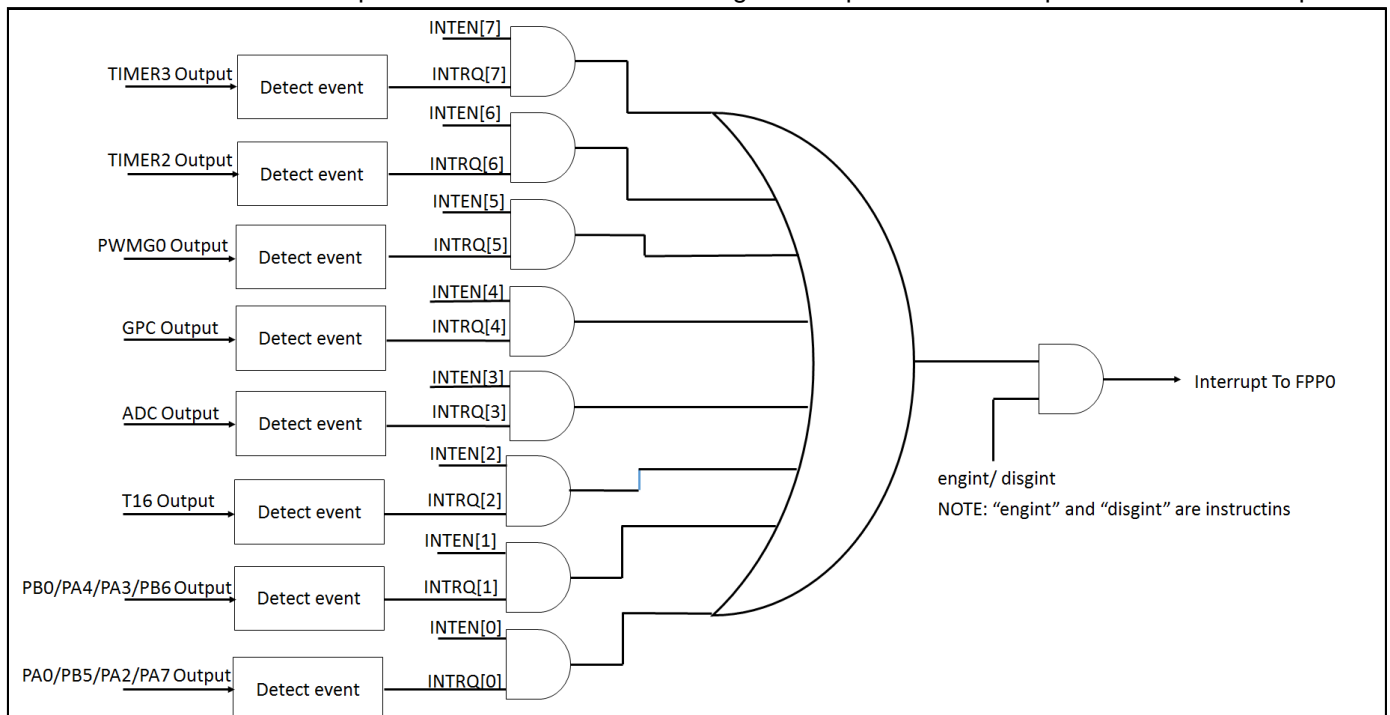 INTEN[7]
TIMER3 Output
Detect event
INTRQ[7]
INTEN[6]
TIMER2 Output
Detect event
INTRQ[6]
INTEN[5]
PWMG0 Output
Detect event
INTRQ[5]
INTEN[4]
GPC Output
Detect event
INTRQ[4]
INTEN[3]
ADC Output
Detect event
INTRQ[3]
INTEN[2]
T16 Output
Detect event
INTRQ[2]
INTEN[1]
PB0/PA4/PA3/PB6 Output
Detect event
INTRQ[1]
INTEN[0]
PA0/PB5/PA2/PA7 Output
Detect event
INTRQ[0]
Interrupt To FPP0
engint/ disgint
NOTE: “engint” and “disgint” are instructins